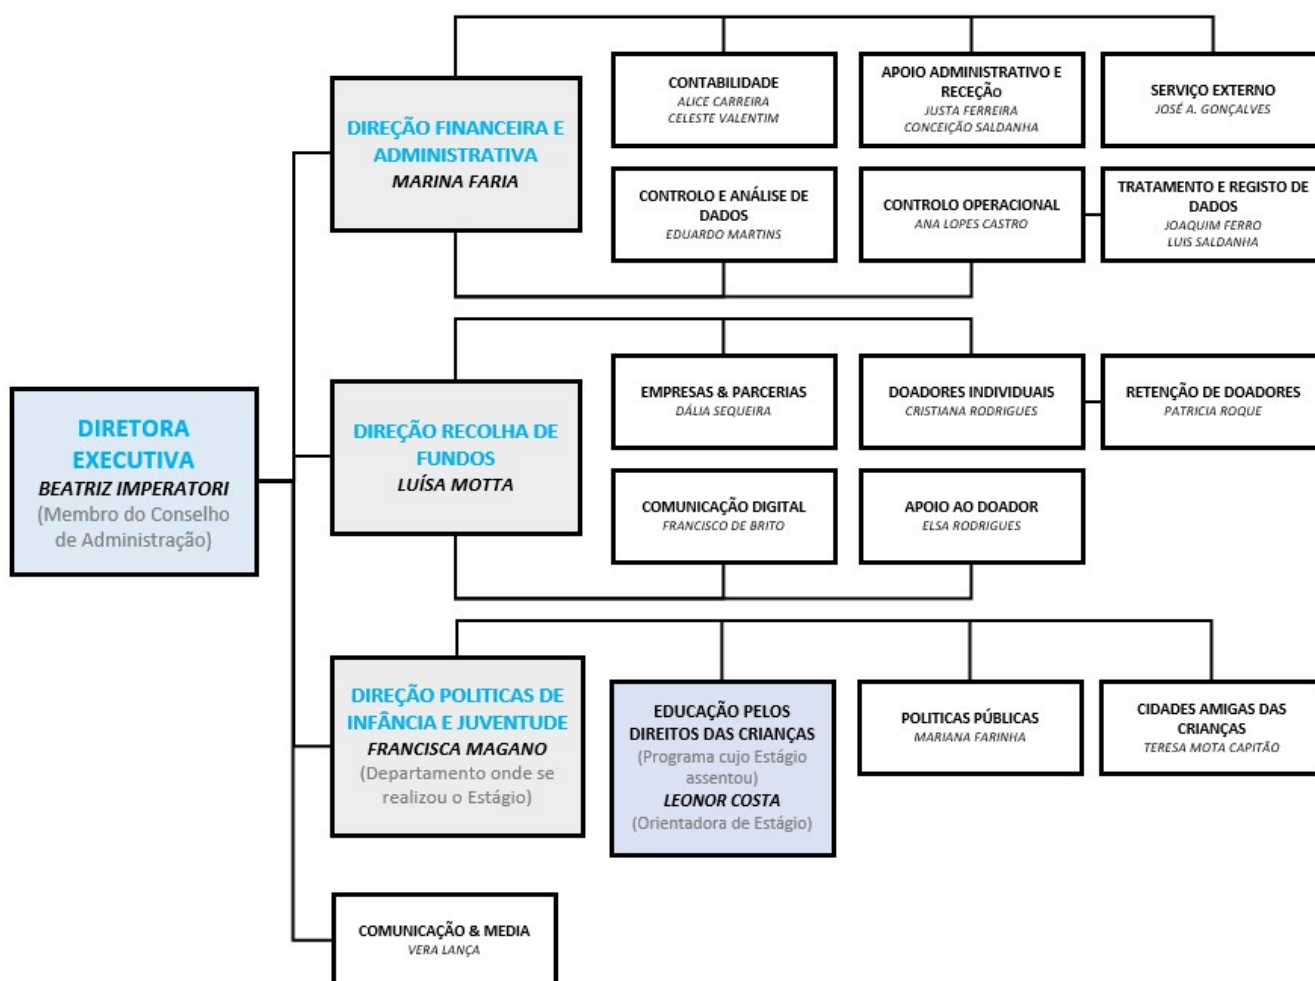 DIRETORA
EXECUTIVA
BEATRIZ IMPERATORI
(Membro do Conselho
de Administração)
DIREÇÃO FINANCEIRA E
ADMINISTRATIVA
MARINA FARIA
CONTABILIDADE
ALICE CARREIRA
CELESTE VALENTIM
APOIO ADMINISTRATIVO E
RECEÇÃO
JUSTA FERREIRA
CONCEIÇÃO SALDANHA
SERVIÇO EXTERNO
JOSÉ A. GONÇALVES
CONTROLO E ANÁLISE DE
DADOS
EDUARDO MARTINS
CONTROLO OPERACIONAL
ANA LOPES CASTRO
TRATAMENTO E REGISTO DE
DADOS
JOAQUIM FERRO
LUIS SALDANHA
DIREÇÃO RECOLHA DE
FUNDOS
LUÍSA MOTTA
EMPRESAS & PARCERIAS
DÁLIA SEQUEIRA
DOADORES INDIVIDUAIS
CRISTIANA RODRIGUES
RETENÇÃO DE DOADORES
PATRICIA ROQUE
COMUNICAÇÃO DIGITAL
FRANCISCO DE BRITO
APOIO AO DOADOR
ELSA RODRIGUES
DIREÇÃO POLITICAS DE
INFÂNCIA E JUVENTUDE
FRANCISCA MAGANO
(Departamento onde se
realizou o Estágio)
EDUCAÇÃO PELOS
DIREITOS DAS CRIANÇAS
(Programa cujo Estágio
assentou)
LEONOR COSTA
(Orientadora de Estágio)
POLITICAS PÚBLICAS
MARIANA FARINHA
CIDADES AMIGAS DAS
CRIANÇAS
TERESA MOTA CAPITÃO
COMUNICAÇÃO & MEDIA
VERA LANÇA